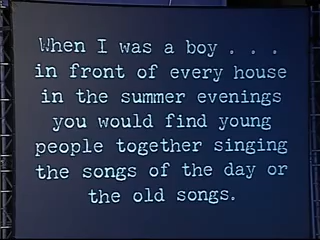 When I was a boy . . .
in front of every house
in the summer evenings
you would find young
people together singing
the songs of the day or
the old songs.